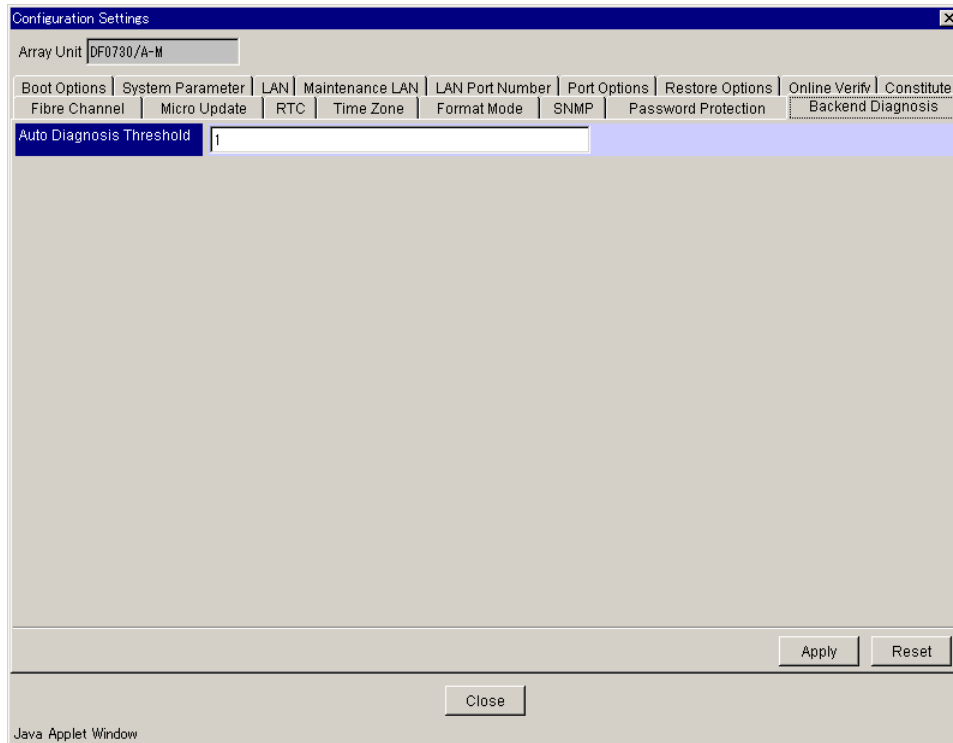 Configuration Settings
Array Unit DF0730/A-M
Boot Options System Parameter LAN Maintenance LAN LAN Port Number Port Options Restore Options Online Verify Constitute
Fibre Channel Micro Update RTC Time Zone Format Mode SNMP Password Protection Backend Diagnosis
Auto Diagnosis Threshold 1
Apply Reset
Close
Java Applet Window